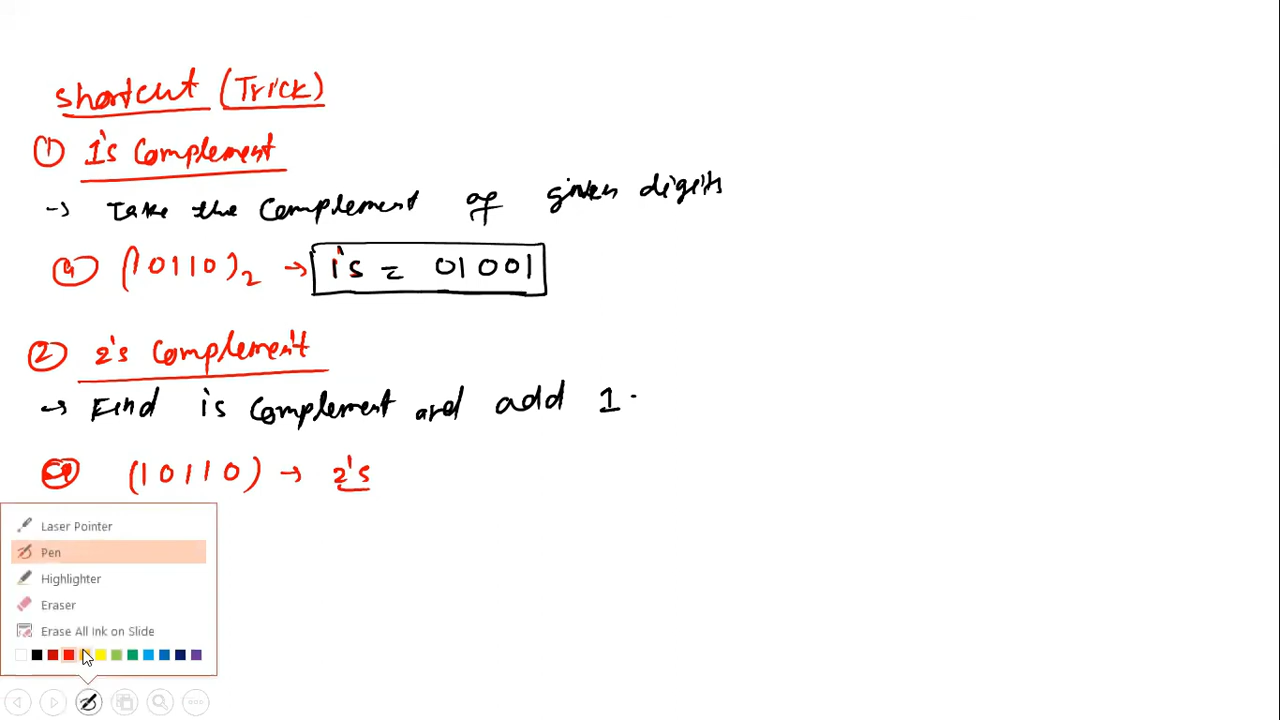 shortcut (Trick)
① 1's Complement
→ Take the Complement of given digits
(10110)₂ → 1's = 01001
② 2's Complement
→ Find is complement and add 1.
(10110) → 2's
Laser Pointer
Pen
Highlighter
Eraser
Erase All Ink on Slide